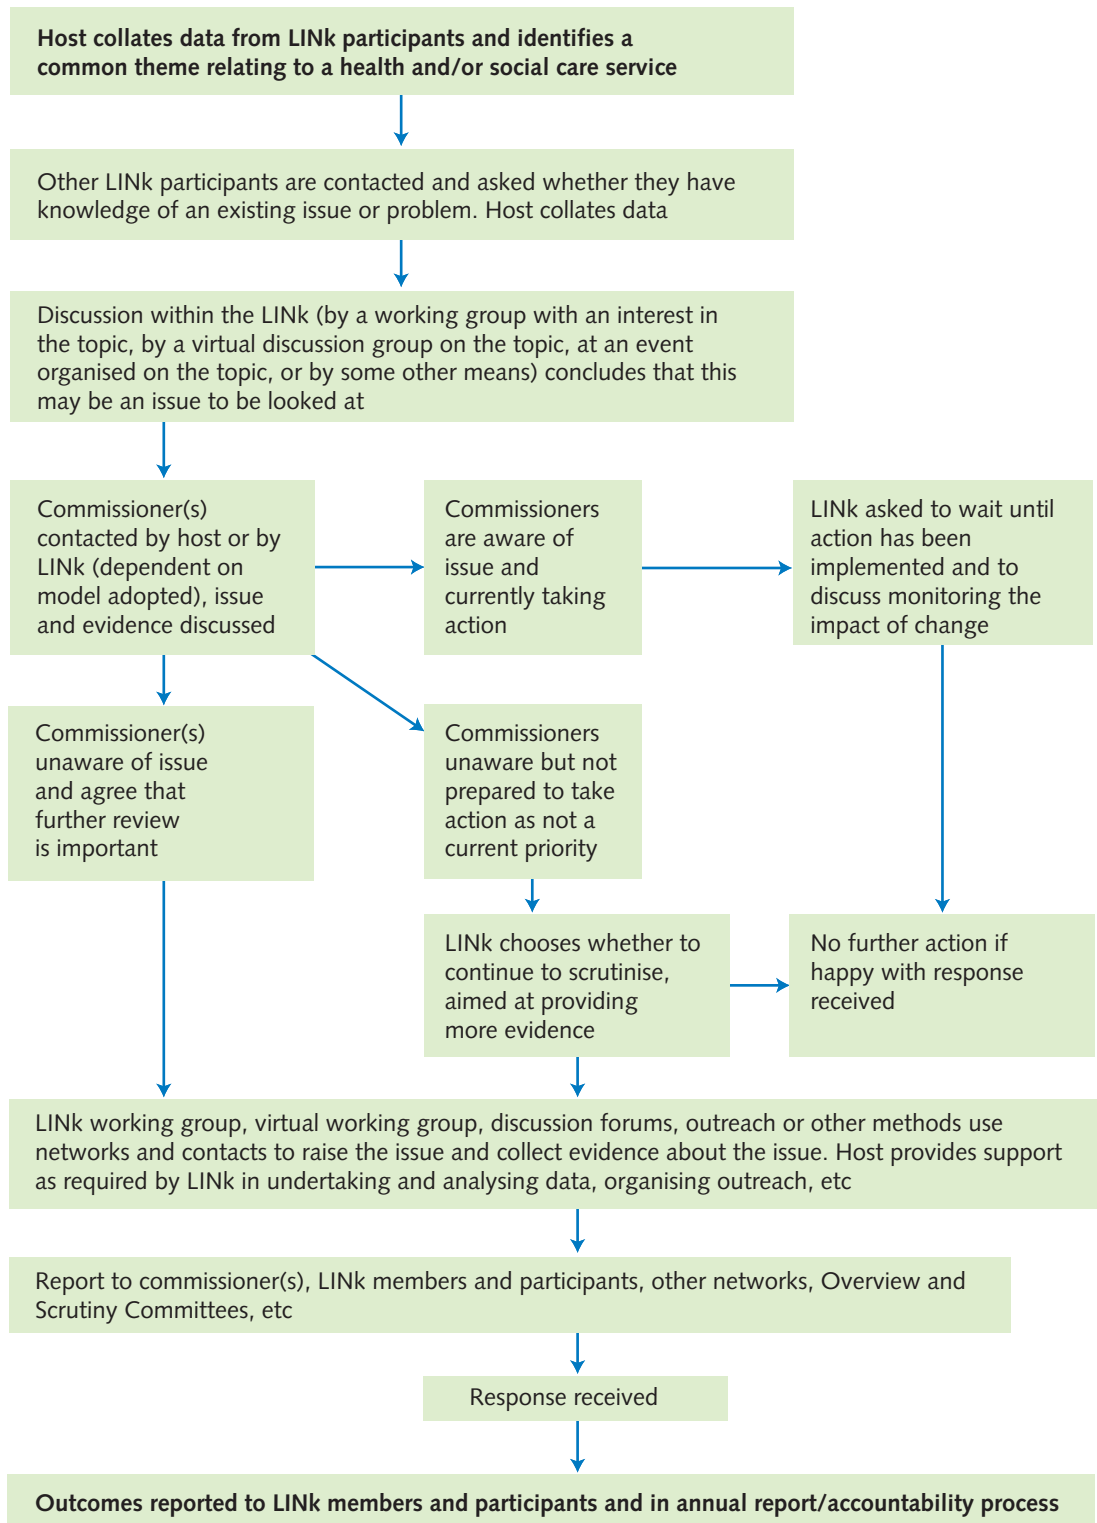 Host collates data from LINk participants and identifies a
common theme relating to a health and/or social care service
Other LINk participants are contacted and asked whether they have
knowledge of an existing issue or problem. Host collates data
Discussion within the LINk (by a working group with an interest in
the topic, by a virtual discussion group on the topic, at an event
organised on the topic, or by some other means) concludes that this
may be an issue to be looked at
Commissioner(s)
contacted by host or by
LINk (dependent on
model adopted), issue
and evidence discussed
Commissioners
are aware of
issue and
currently taking
action
LINk asked to wait until
action has been
implemented and to
discuss monitoring the
impact of change
Commissioner(s)
unaware of issue
and agree that
further review
is important
Commissioners
unaware but not
prepared to take
action as not a
current priority
LINk chooses whether to
continue to scrutinise,
aimed at providing
more evidence
No further action if
happy with response
received
LINk working group, virtual working group, discussion forums, outreach or other methods use
networks and contacts to raise the issue and collect evidence about the issue. Host provides support
as required by LINk in undertaking and analysing data, organising outreach, etc
Report to commissioner(s), LINk members and participants, other networks, Overview and
Scrutiny Committees, etc
Response received
Outcomes reported to LINk members and participants and in annual report/accountability process